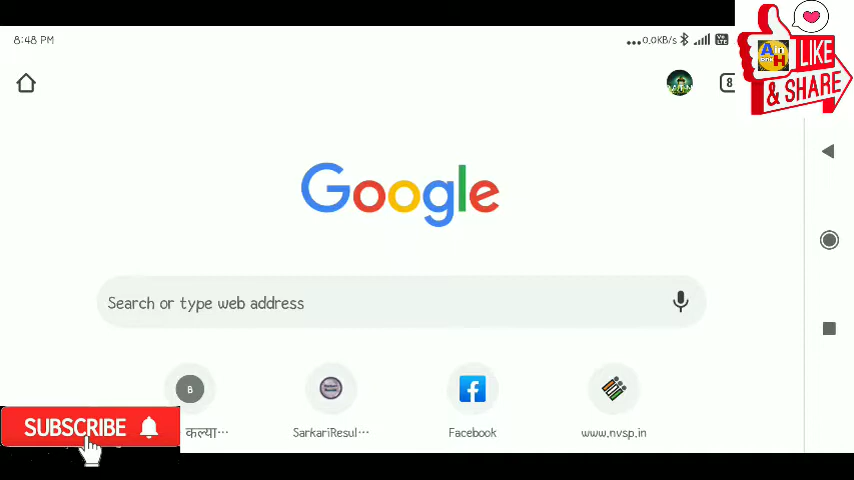 8:48 PM
...0.0KB/s
8
LIKE
& SHARE
Google
Search or type web address
B
SUBSCRIBE
कल्या...
SarkariResul...
Facebook
www.nvsp.in